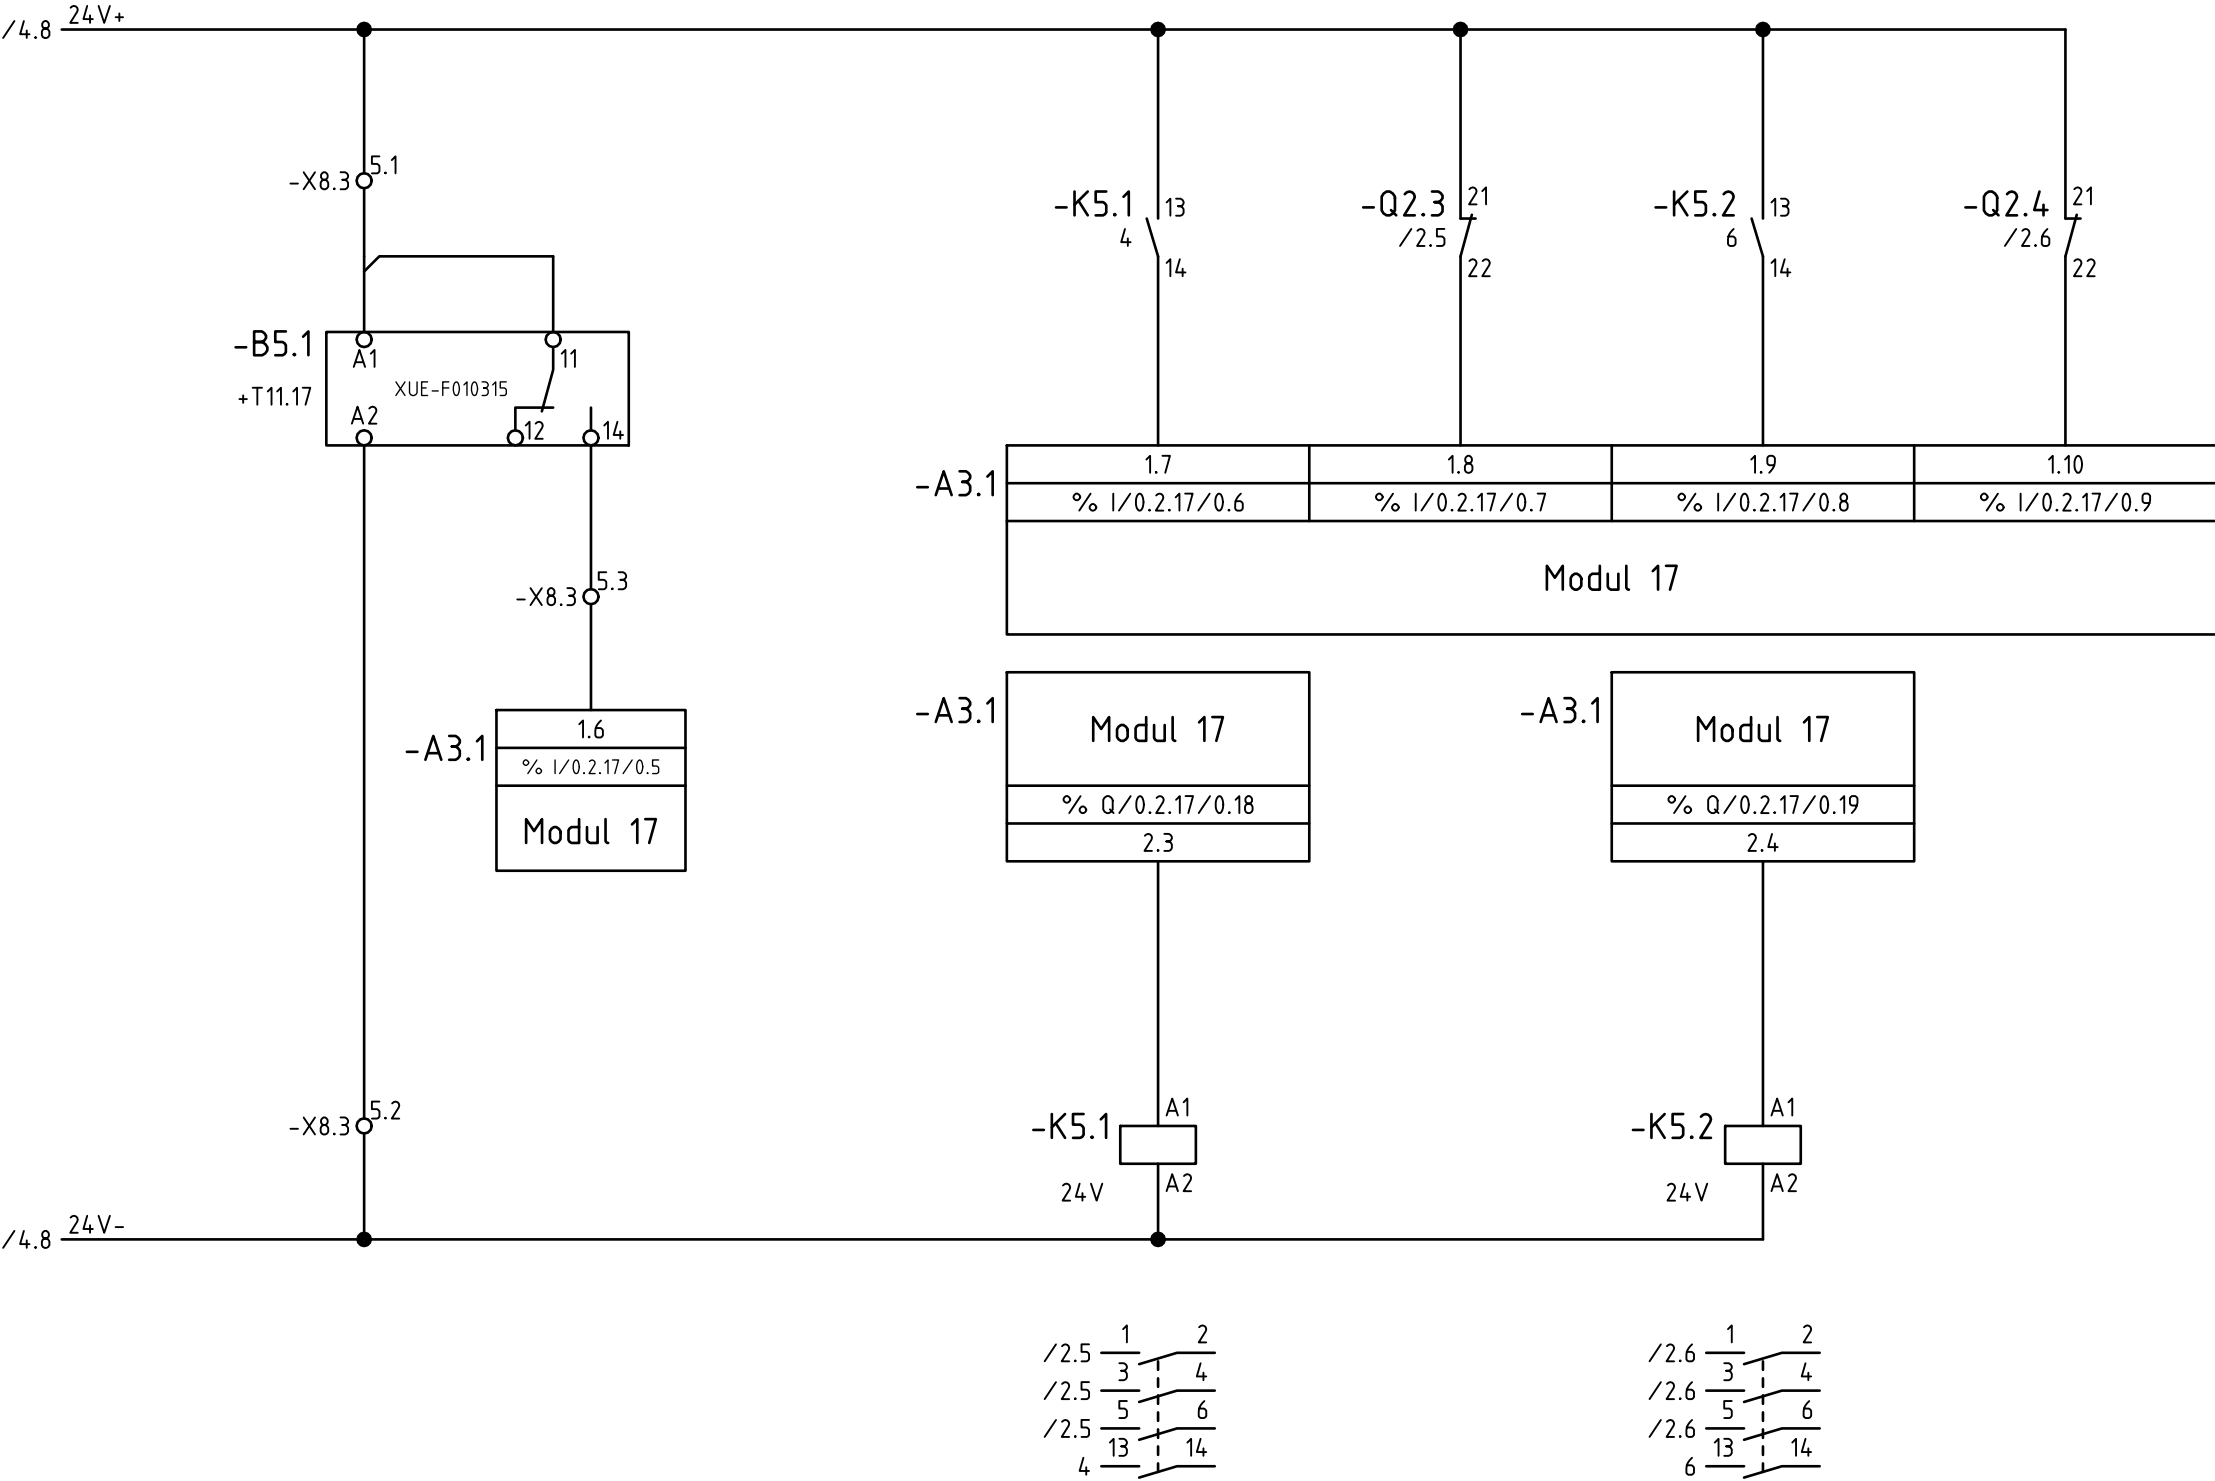 24V+
/4.8
5.1
-X8.3
-K5.1 13
4
14
-Q2.3 21
/2.5
22
-K5.2 13
6
14
-Q2.4 21
/2.6
22
-B5.1
+T11.17
A1
11
XUE-F010315
A2
12
14
-A3.1
1.7 1.8 1.9 1.10
% I/0.2.17/0.6 % I/0.2.17/0.7 % I/0.2.17/0.8 % I/0.2.17/0.9
Modul 17
5.3
-X8.3
-A3.1
1.6
% I/0.2.17/0.5
Modul 17
-A3.1
Modul 17
% Q/0.2.17/0.18
2.3
-A3.1
Modul 17
% Q/0.2.17/0.19
2.4
5.2
-X8.3
A1
-K5.1
A2
24V
A1
-K5.2
A2
24V
24V-
/4.8
1 2
/2.5
3 4
/2.5
5 6
/2.5
13 14
4
1 2
/2.6
3 4
/2.6
5 6
/2.6
13 14
6